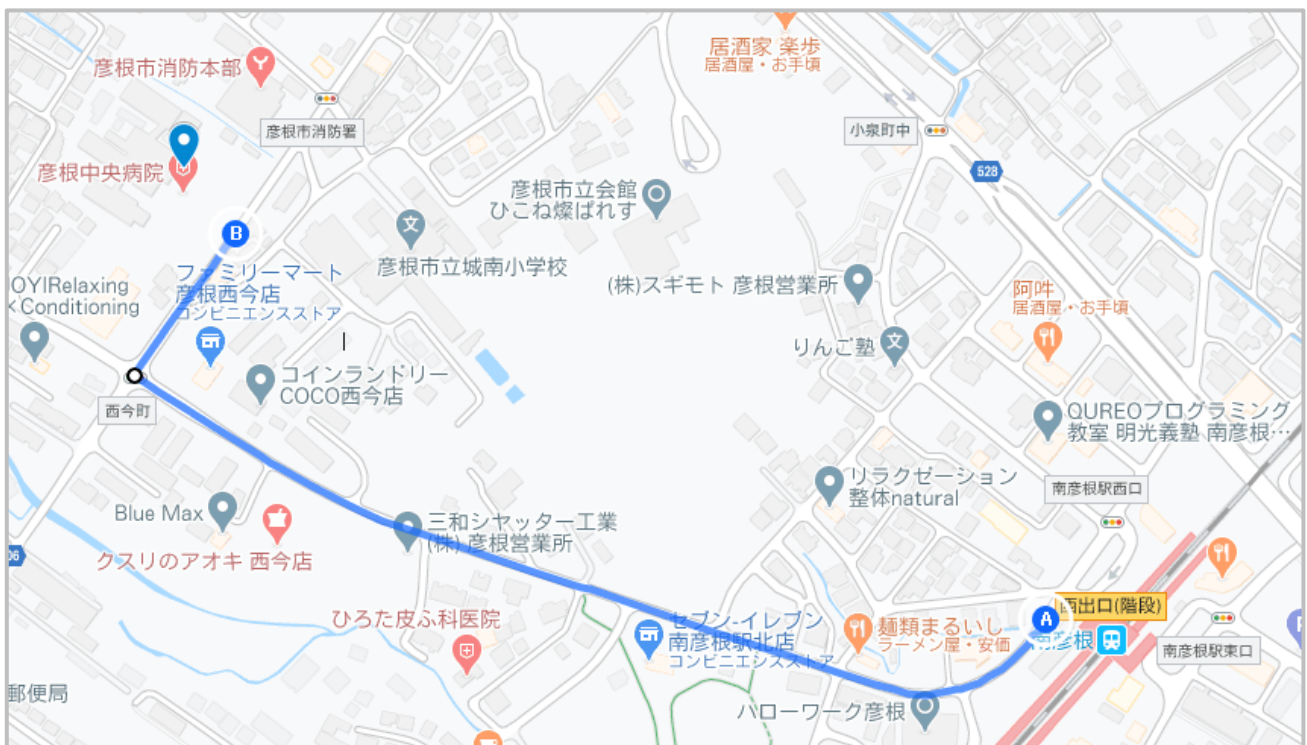 居酒家 楽歩
居酒屋・お手頃
彦根市消防本部
彦根市消防署
小泉町中
528
彦根中央病院
彦根市立会館
ひこね燦ぱれす
B
彦根市立城南小学校
ファミリーマート
彦根西今店
コンビニエンスストア
OYIRelaxing
Conditioning
(株)スギモト 彦根営業所
阿吽
居酒屋・お手頃
りんご塾
コインランドリー
COCO西今店
西今町
QUREOプログラミング
教室 明光義塾 南彦根…
リラクゼーション
整体natural
南彦根駅西口
Blue Max
三和シヤッター工業
(株) 彦根営業所
クスリのアオキ 西今店
06
ひろた皮ふ科医院
セブン-イレブン
南彦根駅北店
コンビニエンスストア
麺類まるいし
ラーメン屋・安価
A
西出口(階段)
南彦根
南彦根駅東口
郵便局
ハローワーク彦根